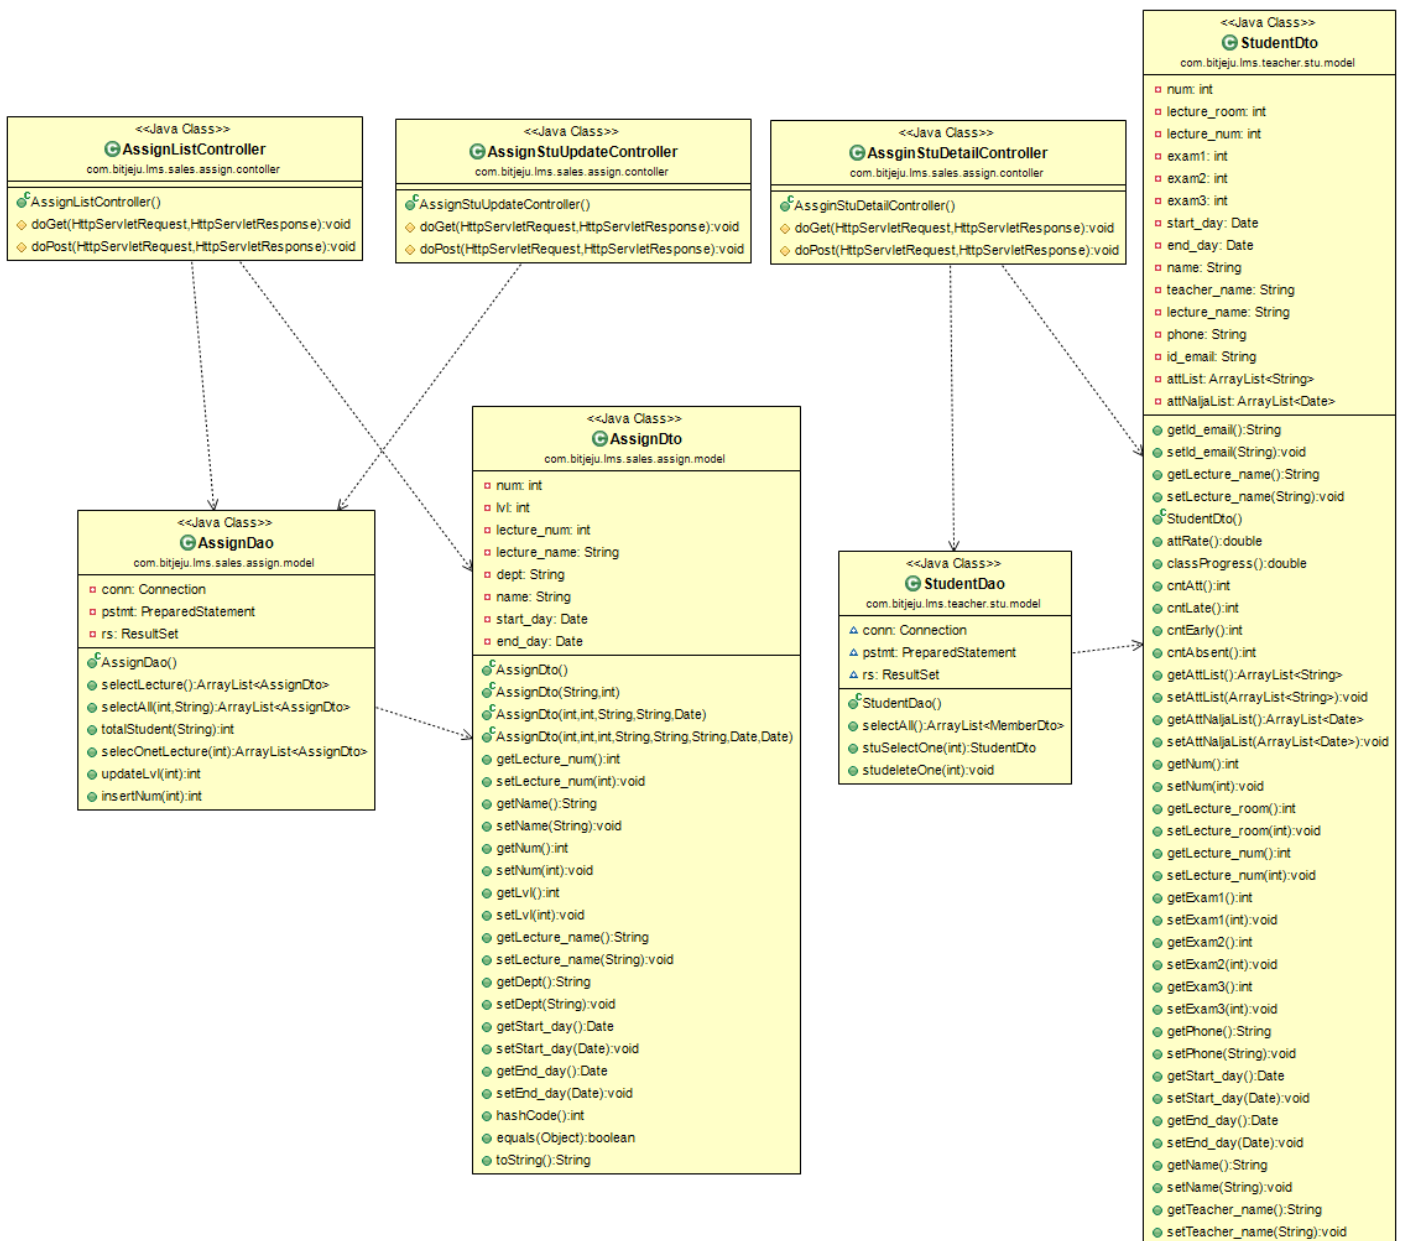 <<Java Class>>
AssignListController
com.bitjeju.lms.sales.assign.contoller
AssignListController()
doGet(HttpServletRequest,HttpServletResponse):void
doPost(HttpServletRequest,HttpServletResponse):void
<<Java Class>>
AssignStuUpdateController
com.bitjeju.lms.sales.assign.contoller
AssignStuUpdateController()
doGet(HttpServletRequest,HttpServletResponse):void
doPost(HttpServletRequest,HttpServletResponse):void
<<Java Class>>
AssginStuDetailController
com.bitjeju.lms.sales.assign.contoller
AssginStuDetailController()
doGet(HttpServletRequest,HttpServletResponse):void
doPost(HttpServletRequest,HttpServletResponse):void
<<Java Class>>
AssignDao
com.bitjeju.lms.sales.assign.model
conn: Connection
pstmt: PreparedStatement
rs: ResultSet
AssignDao()
selectLecture():ArrayList<AssignDto>
selectAll(int,String):ArrayList<AssignDto>
totalStudent(String):int
selecOnetLecture(int):ArrayList<AssignDto>
updateLvl(int):int
insertNum(int):int
<<Java Class>>
AssignDto
com.bitjeju.lms.sales.assign.model
num: int
lvl: int
lecture_num: int
lecture_name: String
dept: String
name: String
start_day: Date
end_day: Date
AssignDto()
AssignDto(String,int)
AssignDto(int,int,String,String,Date)
AssignDto(int,int,int,String,String,String,Date,Date)
getLecture_num():int
setLecture_num(int):void
getName():String
setName(String):void
getNum():int
setNum(int):void
getLvl():int
setLvl(int):void
getLecture_name():String
setLecture_name(String):void
getDept():String
setDept(String):void
getStart_day():Date
setStart_day(Date):void
getEnd_day():Date
setEnd_day(Date):void
hashCode():int
equals(Object):boolean
toString():String
<<Java Class>>
StudentDao
com.bitjeju.lms.teacher.stu.model
conn: Connection
pstmt: PreparedStatement
rs: ResultSet
StudentDao()
selectAll():ArrayList<MemberDto>
stuSelectOne(int):StudentDto
studeleteOne(int):void
<<Java Class>>
StudentDto
com.bitjeju.lms.teacher.stu.model
num: int
lecture_room: int
lecture_num: int
exam1: int
exam2: int
exam3: int
start_day: Date
end_day: Date
name: String
teacher_name: String
lecture_name: String
phone: String
id_email: String
attList: ArrayList<String>
attNaljaList: ArrayList<Date>
getId_email():String
setId_email(String):void
getLecture_name():String
setLecture_name(String):void
StudentDto()
attRate():double
classProgress():double
cntAtt():int
cntLate():int
cntEarly():int
cntAbsent():int
getAttList():ArrayList<String>
setAttList(ArrayList<String>):void
getAttNaljaList():ArrayList<Date>
setAttNaljaList(ArrayList<Date>):void
getNum():int
setNum(int):void
getLecture_room():int
setLecture_room(int):void
getLecture_num():int
setLecture_num(int):void
getExam1():int
setExam1(int):void
getExam2():int
setExam2(int):void
getExam3():int
setExam3(int):void
getPhone():String
setPhone(String):void
getStart_day():Date
setStart_day(Date):void
getEnd_day():Date
setEnd_day(Date):void
getName():String
setName(String):void
getTeacher_name():String
setTeacher_name(String):void